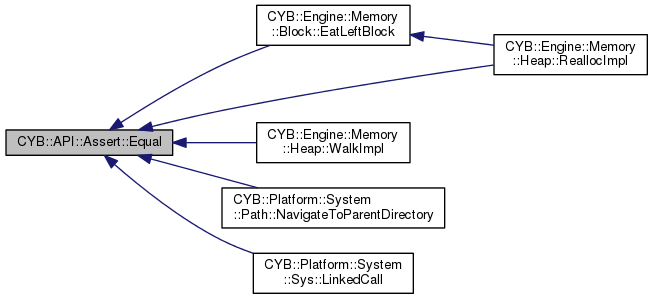 CYB::Engine::Memory
::Block::EatLeftBlock
CYB::Engine::Memory
::Heap::ReallocImpl
CYB::API::Assert::Equal
CYB::Engine::Memory
::Heap::WalkImpl
CYB::Platform::System
::Path::NavigateToParentDirectory
CYB::Platform::System
::Sys::LinkedCall